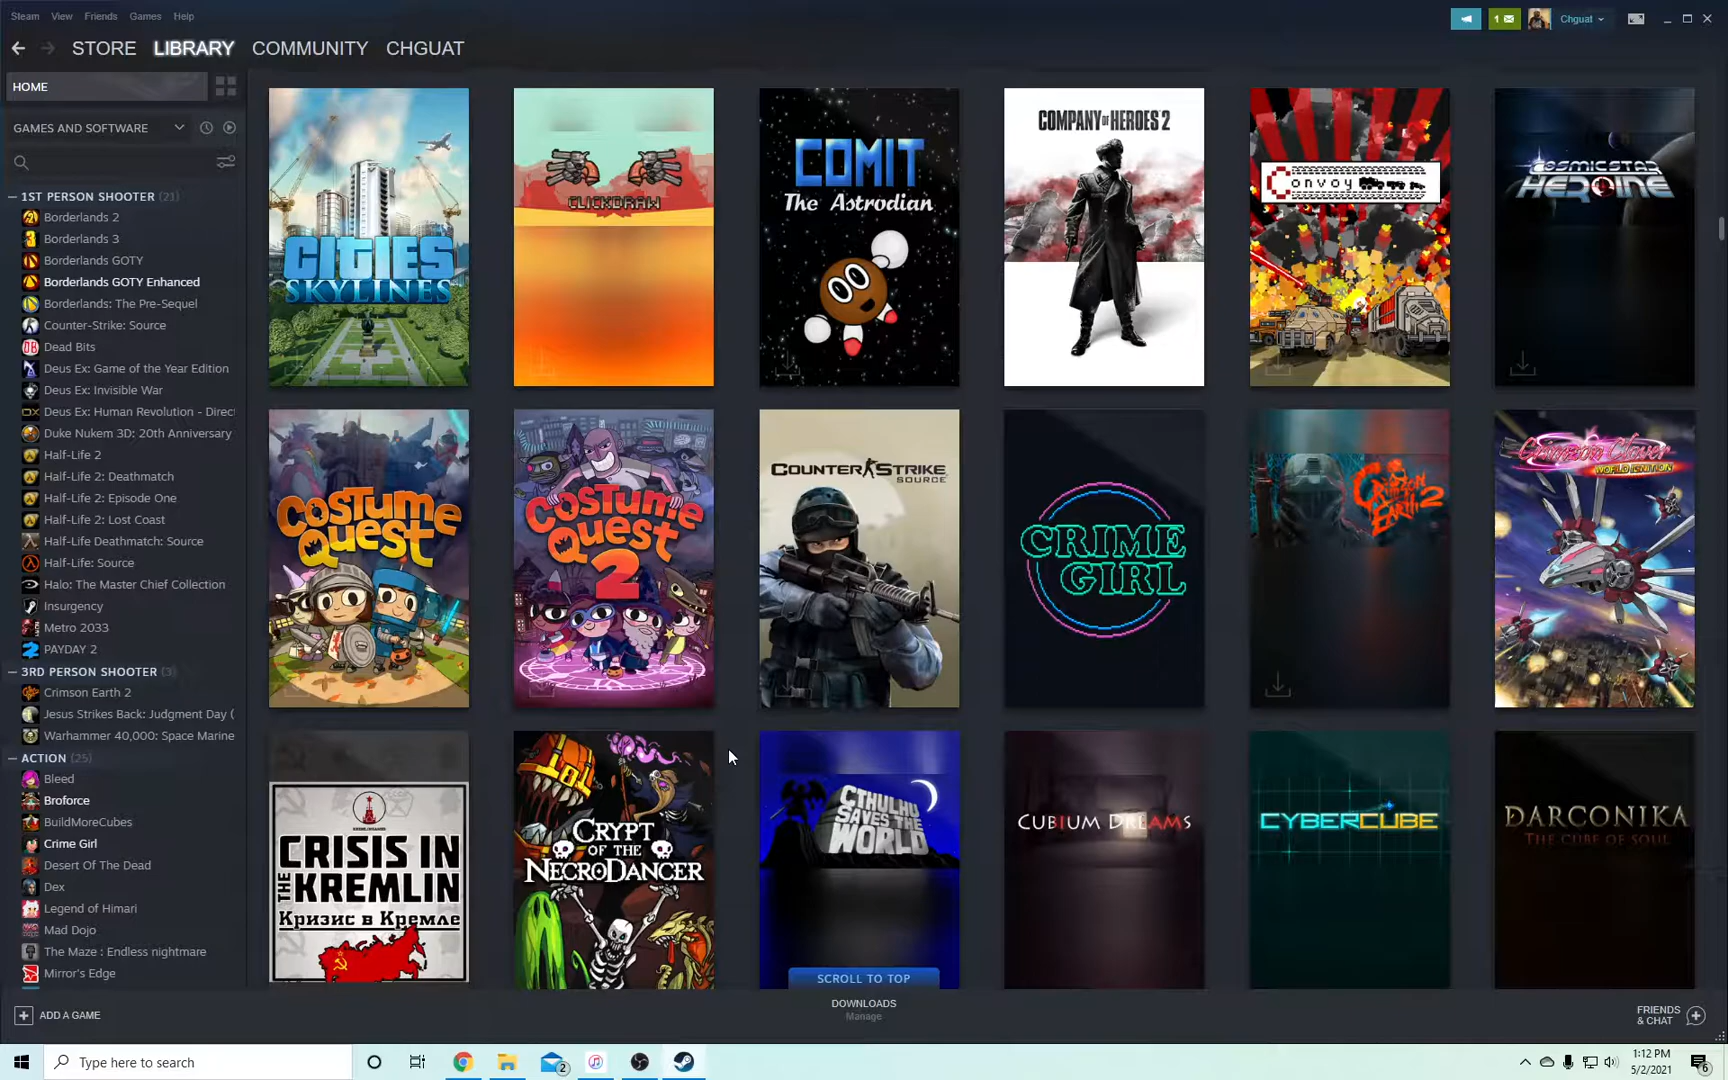 Steam View Friends Games Help
1 Chguat
STORE LIBRARY COMMUNITY CHGUAT
HOME
GAMES AND SOFTWARE
1ST PERSON SHOOTER (21)
Borderlands 2
Borderlands 3
Borderlands GOTY
Borderlands GOTY Enhanced
Borderlands: The Pre-Sequel
Counter-Strike: Source
Dead Bits
Deus Ex: Game of the Year Edition
Deus Ex: Invisible War
Deus Ex: Human Revolution - Direct
Duke Nukem 3D: 20th Anniversary
Half-Life 2
Half-Life 2: Deathmatch
Half-Life 2: Episode One
Half-Life 2: Lost Coast
Half-Life Deathmatch: Source
Half-Life: Source
Halo: The Master Chief Collection
Insurgency
Metro 2033
PAYDAY 2
3RD PERSON SHOOTER (3)
Crimson Earth 2
Jesus Strikes Back: Judgment Day (
Warhammer 40,000: Space Marine
ACTION (25)
Bleed
Broforce
BuildMoreCubes
Crime Girl
Desert Of The Dead
Dex
Legend of Himari
Mad Dojo
The Maze : Endless nightmare
Mirror's Edge
CITIES
SKYLINES
CLICKDRAW
COMIT
The Astrodian
COMPANY OF HEROES 2
Convoy
COSMIC STAR
HEROINE
COSTUME
QUEST
COSTUME
QUEST
2
COUNTER STRIKE
SOURCE
CRIME
GIRL
CRIMSON
EARTH 2
Crimzon Clover
WORLD IGNITION
CRISIS IN
THE KREMLIN
Кризис в Кремле
CRYPT
OF THE
NECRODANCER
CTHULHU
SAVES THE
WORLD
CUBIUM DREAMS
CYBERCUBE
DARCONIKA
THE CUBE OF SOUL
SCROLL TO TOP
ADD A GAME
DOWNLOADS
Manage
FRIENDS
& CHAT
Type here to search
2
1:12 PM
5/2/2021
6